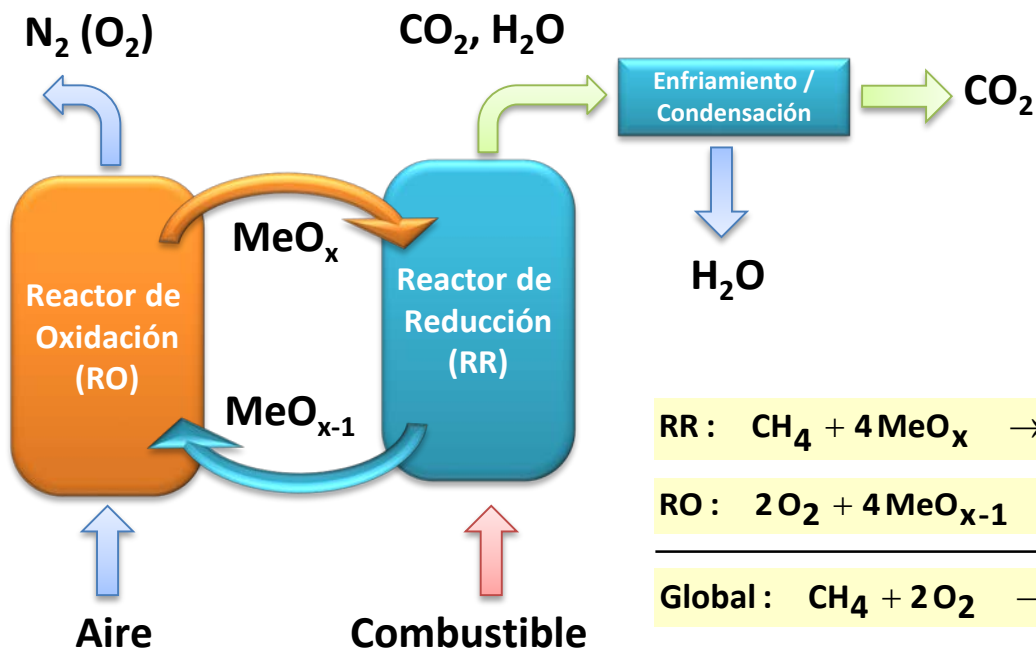 N₂ (O₂)
CO₂, H₂O
Enfriamiento /
Condensación
CO₂
H₂O
MeOₓ
Reactor de
Oxidación
(RO)
Reactor de
Reducción
(RR)
MeOₓ₋₁
RR : CH₄ + 4 MeOₓ →
RO : 2 O₂ + 4 MeOₓ₋₁
Global : CH₄ + 2 O₂ –
Aire
Combustible